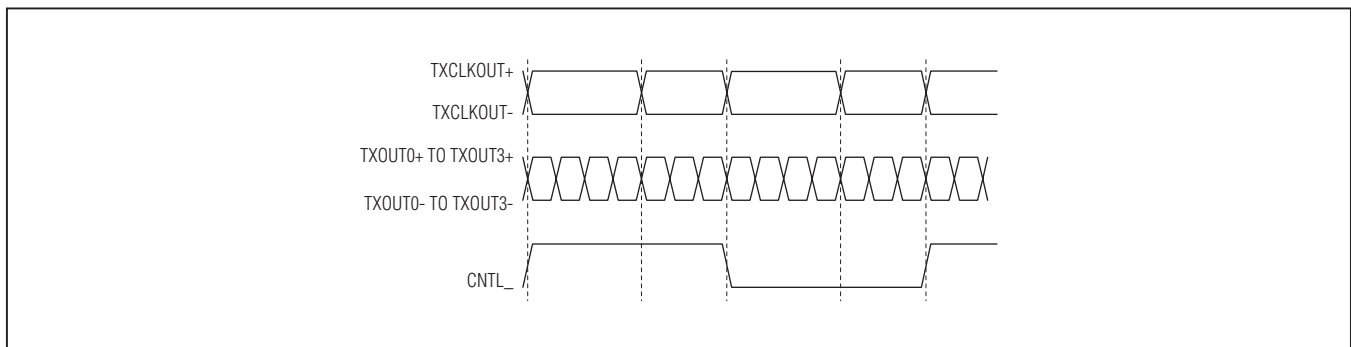 TXCLKOUT+
TXCLKOUT-
TXOUT0+ TO TXOUT3+
TXOUT0- TO TXOUT3-
CNTL_